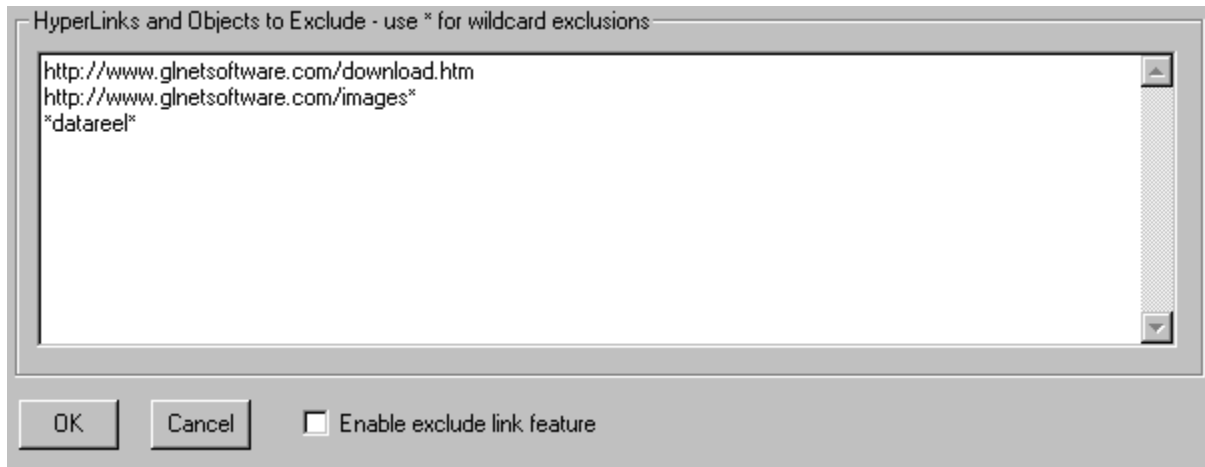 HyperLinks and Objects to Exclude - use * for wildcard exclusions
http://www.glnetsoftware.com/download.htm
http://www.glnetsoftware.com/images*
*datareel*
OK Cancel Enable exclude link feature